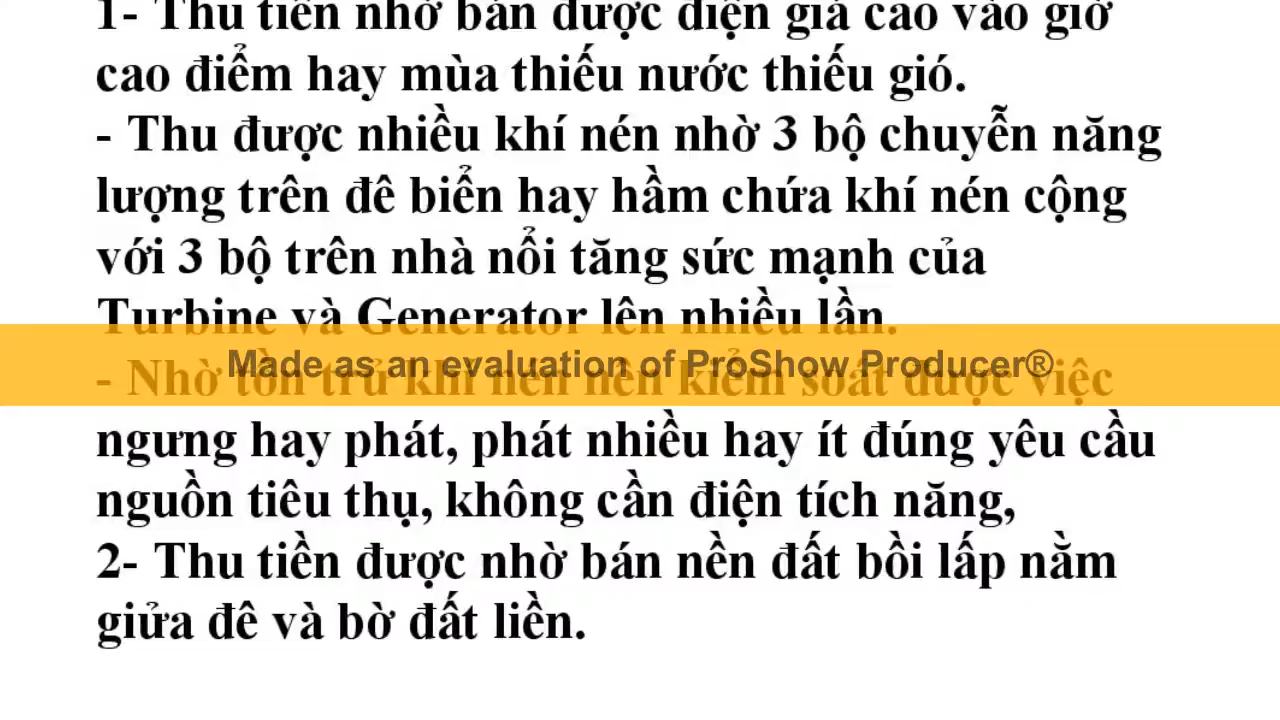 1- Thu tiền nhờ bán được điện giá cao vào giờ
cao điểm hay mùa thiếu nước thiếu gió.
- Thu được nhiều khí nén nhờ 3 bộ chuyễn năng
lượng trên đê biển hay hầm chứa khí nén cộng
với 3 bộ trên nhà nổi tăng sức mạnh của
Turbine và Generator lên nhiều lần.
Made as an evaluation of ProShow Producer®
- Nhờ tồn trử khí nén nên kiểm soát được việc
ngưng hay phát, phát nhiều hay ít đúng yêu cầu
nguồn tiêu thụ, không cần điện tích năng,
2- Thu tiền được nhờ bán nền đất bồi lấp nằm
giửa đê và bờ đất liền.